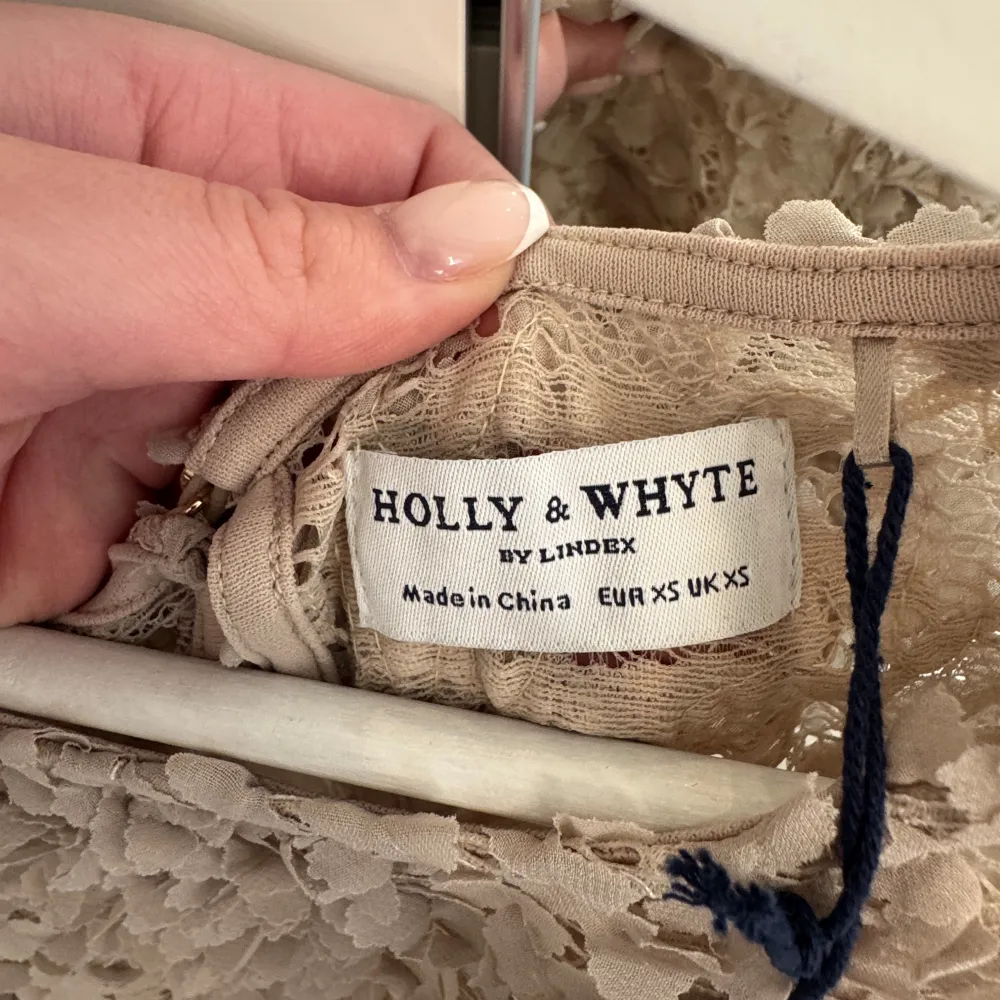 HOLLY & WHYTE
BY LINDEX
Made in China EUR XS UK XS